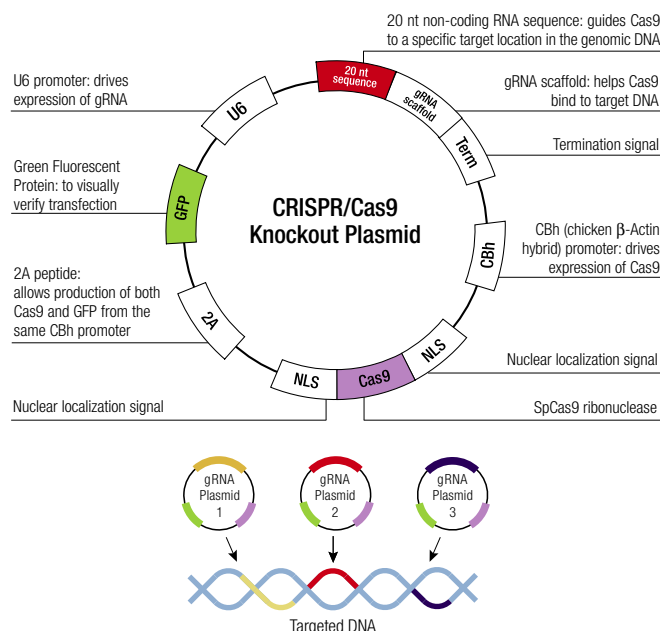 20 nt non-coding RNA sequence: guides Cas9
to a specific target location in the genomic DNA
U6 promoter: drives
expression of gRNA
20 nt
sequence
gRNA
scaffold
gRNA scaffold: helps Cas9
bind to target DNA
U6
Term
Termination signal
Green Fluorescent
Protein: to visually
verify transfection
GFP
CRISPR/Cas9
Knockout Plasmid
CBh
CBh (chicken β-Actin
hybrid) promoter: drives
expression of Cas9
2A peptide:
allows production of both
Cas9 and GFP from the
same CBh promoter
2A
NLS
Cas9
NLS
Nuclear localization signal
Nuclear localization signal
SpCas9 ribonuclease
gRNA
Plasmid
1
gRNA
Plasmid
2
gRNA
Plasmid
3
Targeted DNA